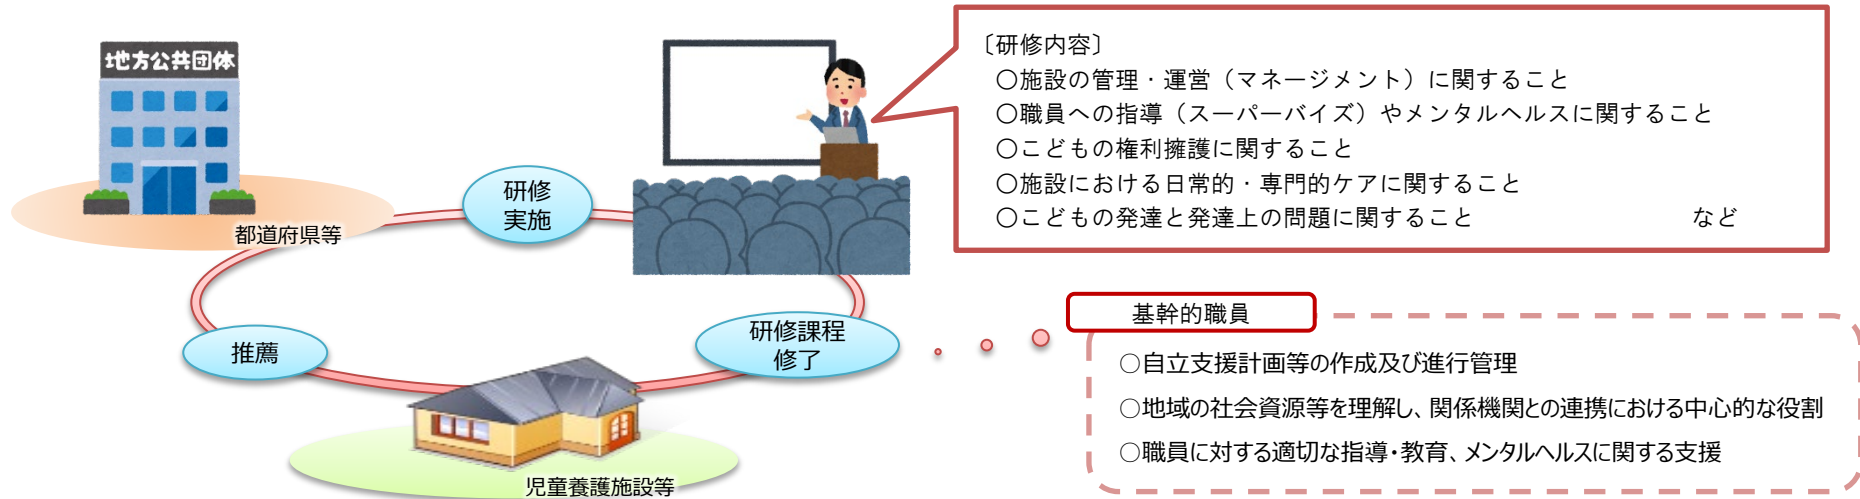 地方公共団体
都道府県等
研修
実施
〔研修内容〕
○施設の管理・運営（マネージメント）に関すること
○職員への指導（スーパーバイズ）やメンタルヘルスに関すること
○こどもの権利擁護に関すること
○施設における日常的・専門的ケアに関すること
○こどもの発達と発達上の問題に関すること　など
推薦
研修課程
修了
児童養護施設等
基幹的職員
○自立支援計画等の作成及び進行管理
○地域の社会資源等を理解し、関係機関との連携における中心的な役割
○職員に対する適切な指導・教育、メンタルヘルスに関する支援